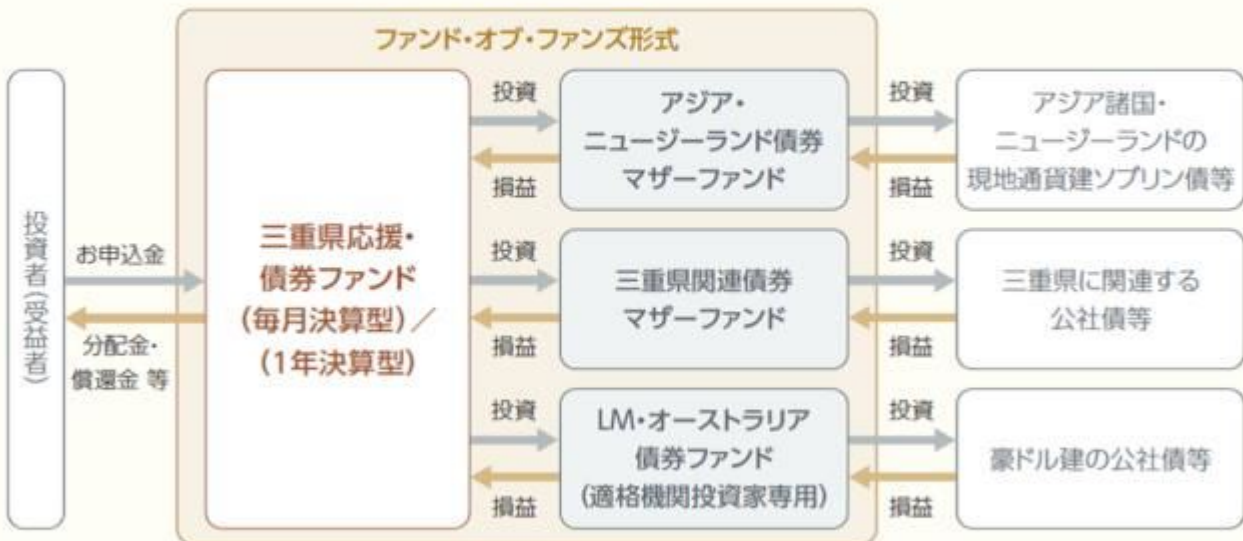 ファンド・オブ・ファンズ形式
投資者(受益者)
お申込金
分配金・
償還金 等
三重県応援・
債券ファンド
(毎月決算型)/
(1年決算型)
投資
損益
アジア・
ニュージーランド債券
マザーファンド
投資
損益
アジア諸国・
ニュージーランドの
現地通貨建ソブリン債等
投資
損益
三重県関連債券
マザーファンド
投資
損益
三重県に関連する
公社債等
投資
損益
LM・オーストラリア
債券ファンド
(適格機関投資家専用)
投資
損益
豪ドル建の公社債等